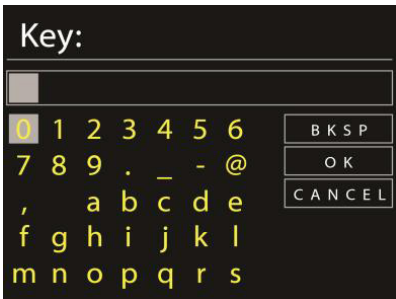 Key:
0 1 2 3 4 5 6 BKSP
7 8 9 . _ - @ OK
, a b c d e CANCEL
f g h i j k l
m n o p q r s